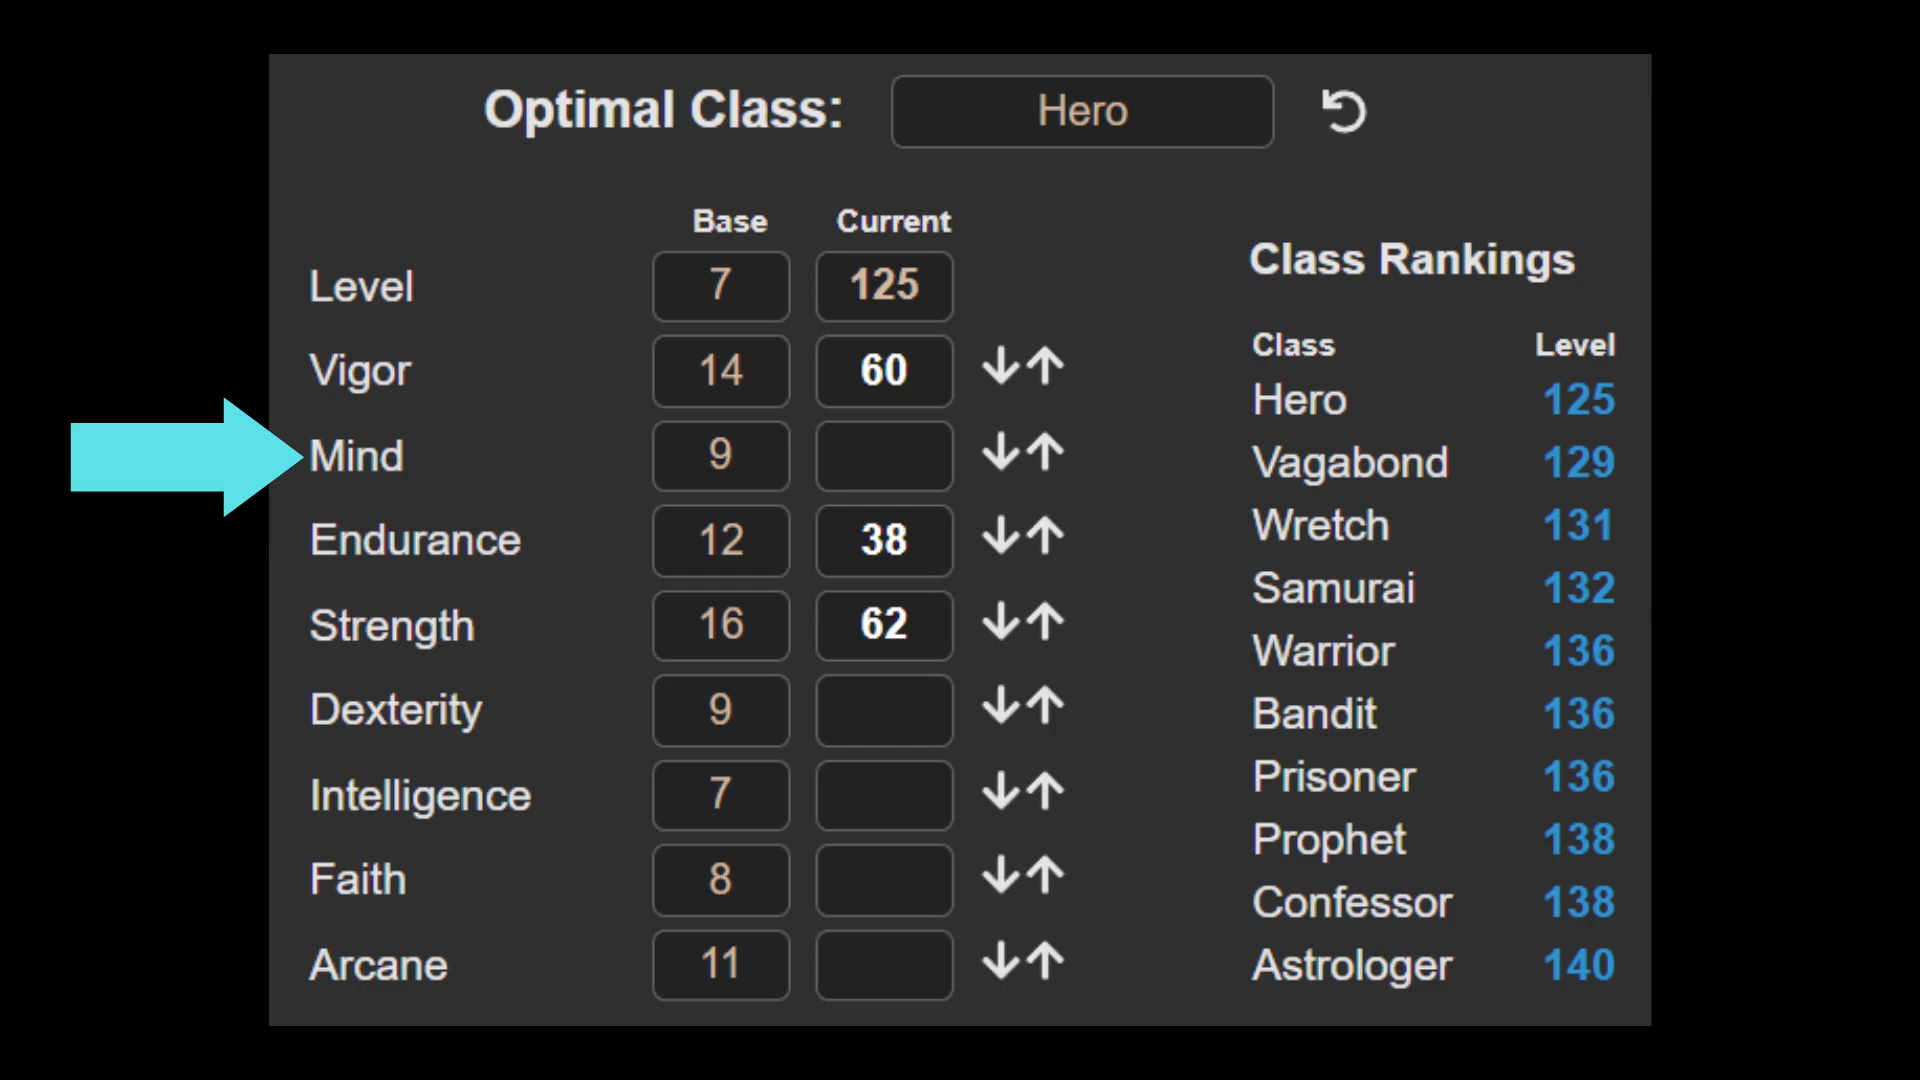 Optimal Class: Hero
Base Current
Level 7 125
Vigor 14 60
Mind 9
Endurance 12 38
Strength 16 62
Dexterity 9
Intelligence 7
Faith 8
Arcane 11
Class Rankings
Class Level
Hero 125
Vagabond 129
Wretch 131
Samurai 132
Warrior 136
Bandit 136
Prisoner 136
Prophet 138
Confessor 138
Astrologer 140